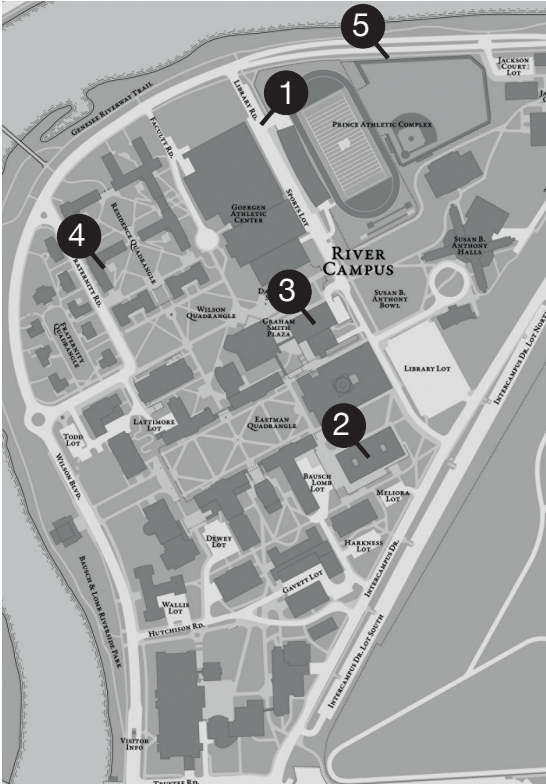 5
Jackson
Court
Lot
Genesee Riverway Trail
Library Rd.
1
Faculty Rd.
Prince Athletic Complex
Residence Quadrangle
Goergen
Athletic
Center
Sports Lot
4
Fraternity Rd.
River
Campus
Susan B.
Anthony
Halls
3
Susan B.
Anthony
Bowl
Wilson
Quadrangle
Graham
Smith
Plaza
Fraternity
Quadrangle
Intercampus Dr. Lot North
Library Lot
Lattimore
Lot
Eastman
Quadrangle
2
Todd
Lot
Bausch
Lomb
Lot
Meliora
Lot
Wilson Blvd.
Dewey
Lot
Harkness
Lot
Intercampus Dr.
Bausch & Lomb Riverside Park
Gavett Lot
Wallis
Lot
Hutchison Rd.
Intercampus Dr. Lot South
Visitor
Info
Trustee Rd.